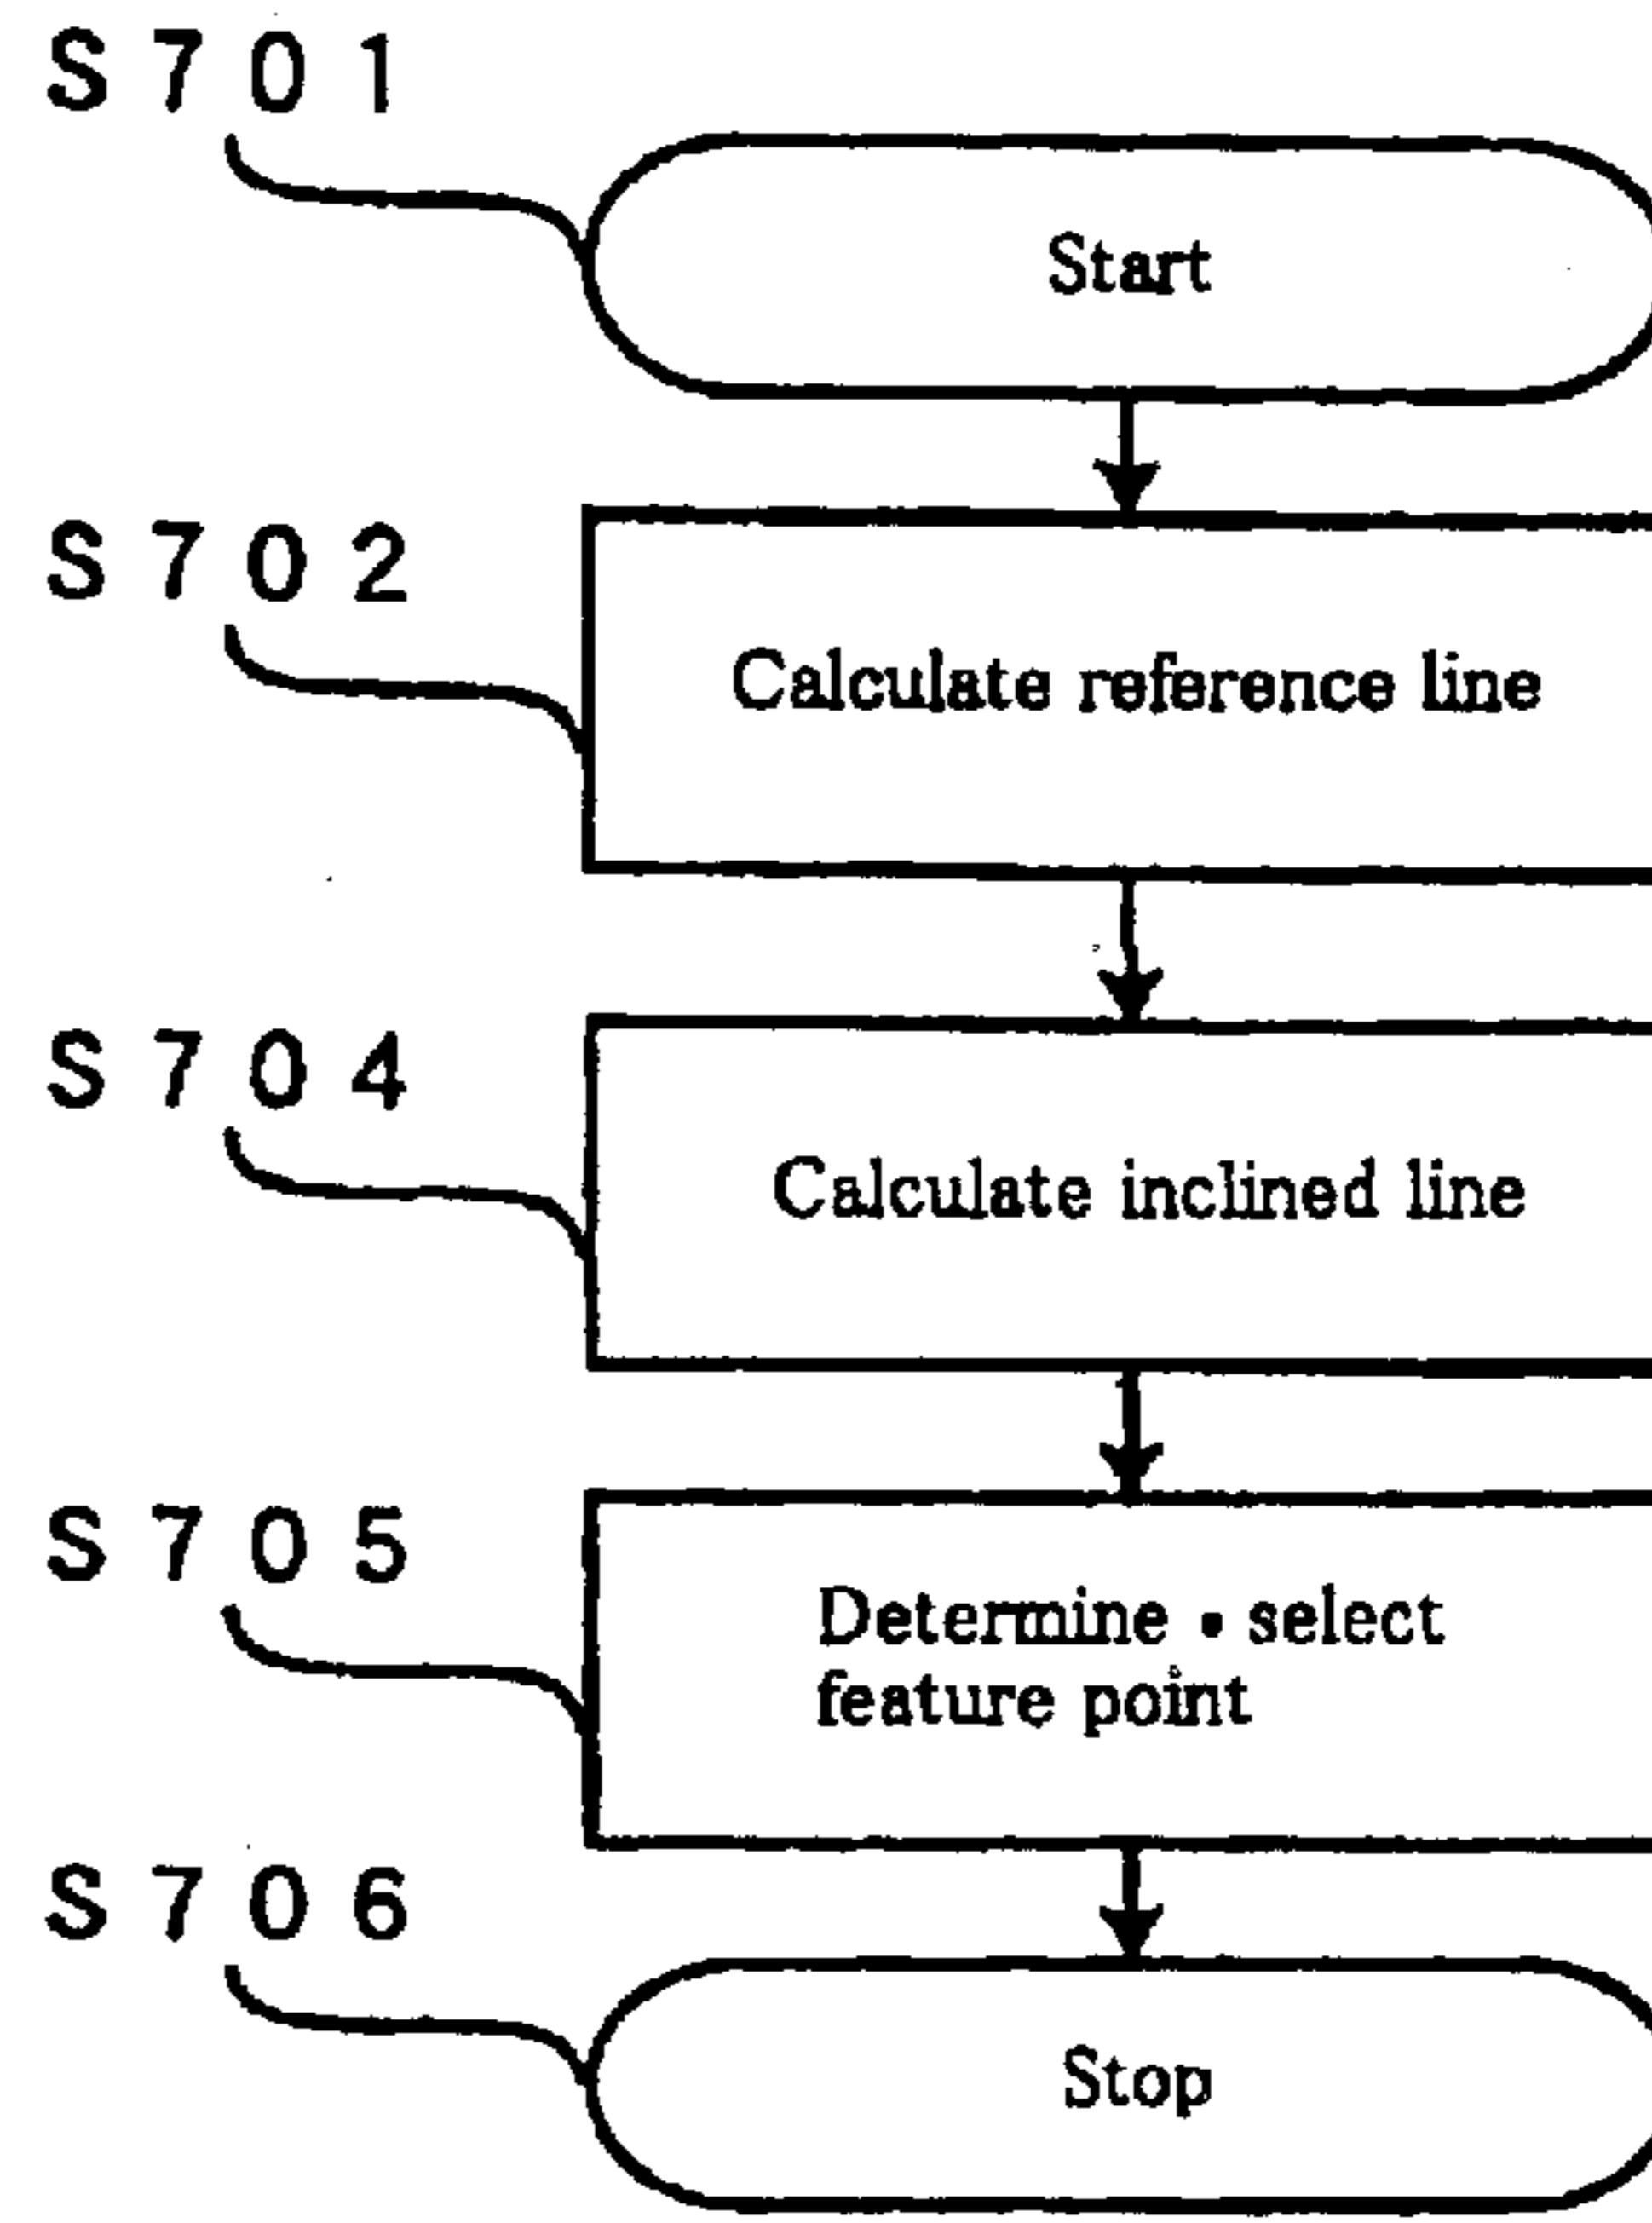 S701
Start
S702
Calculate reference line
S704
Calculate inclined line
S705
Determine • select
feature point
S706
Stop